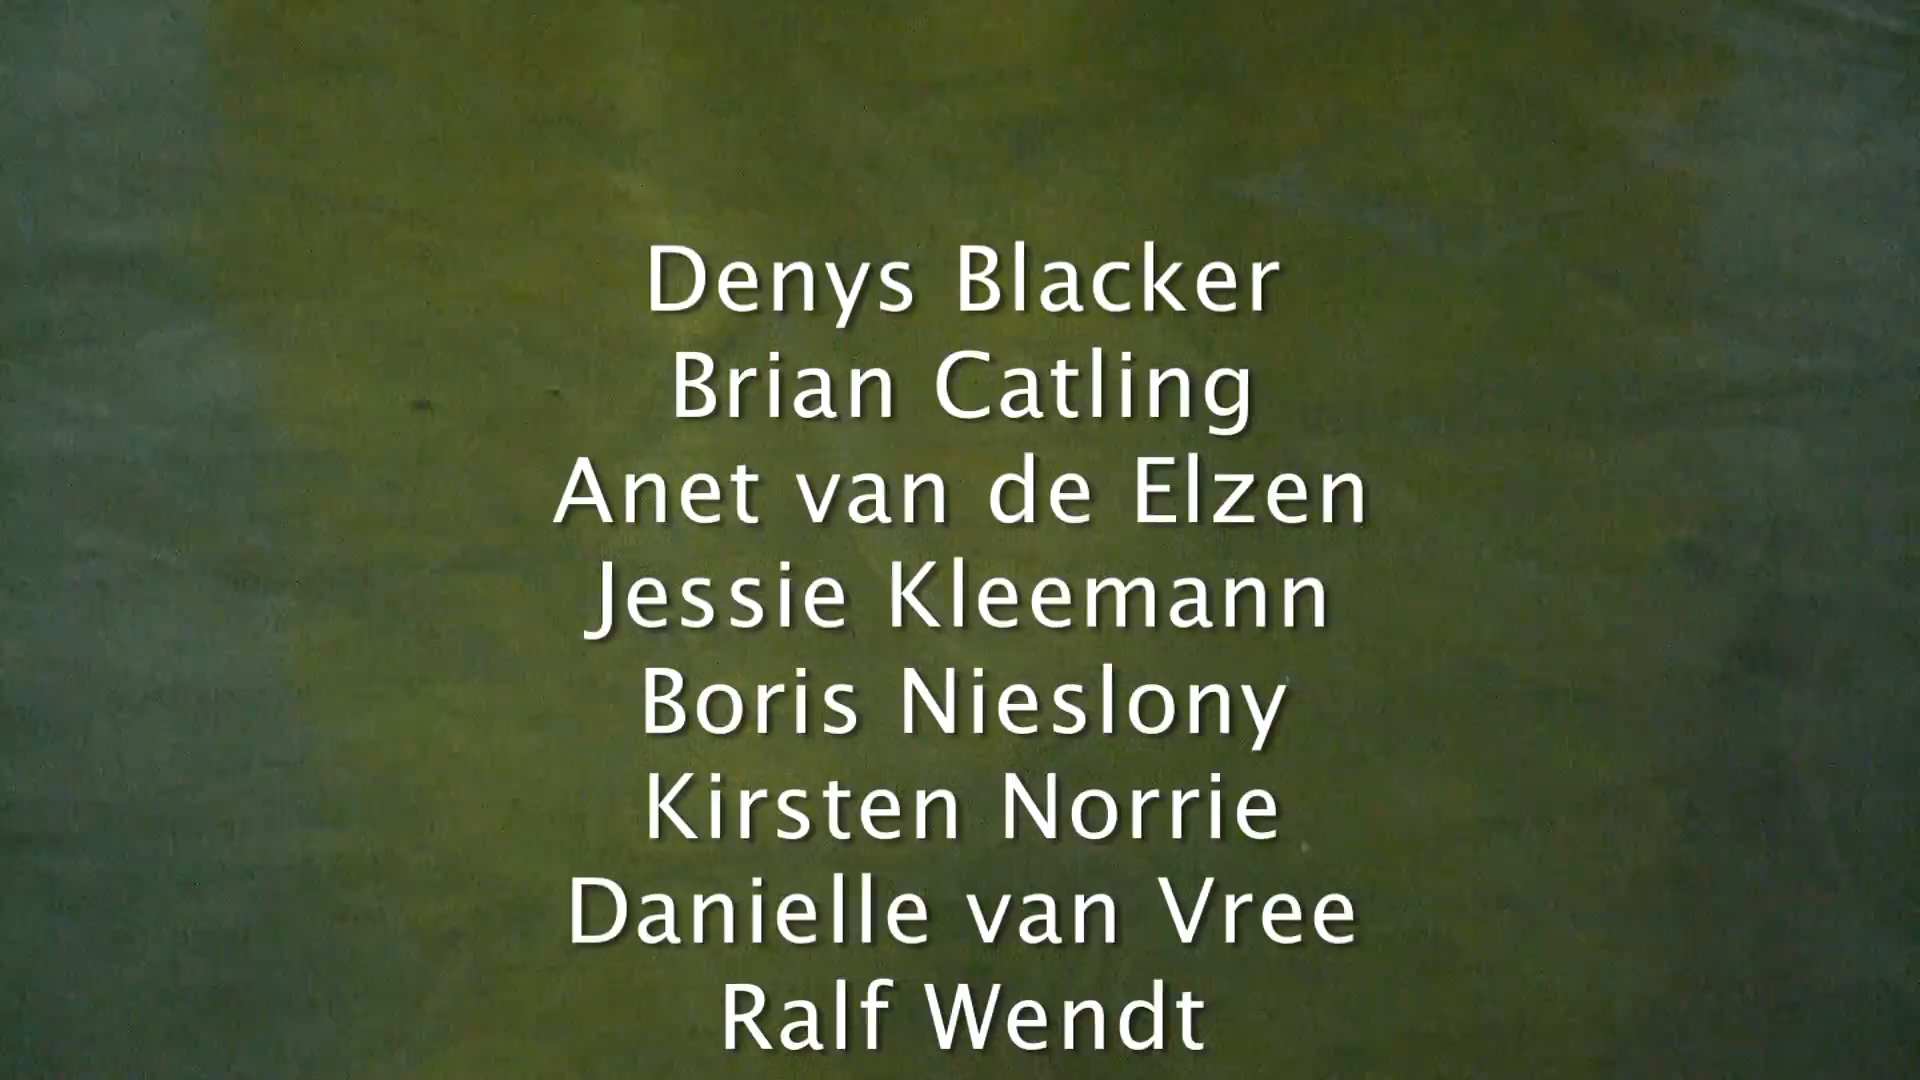 Denys Blacker
Brian Catling
Anet van de Elzen
Jessie Kleemann
Boris Nieslony
Kirsten Norrie
Danielle van Vree
Ralf Wendt